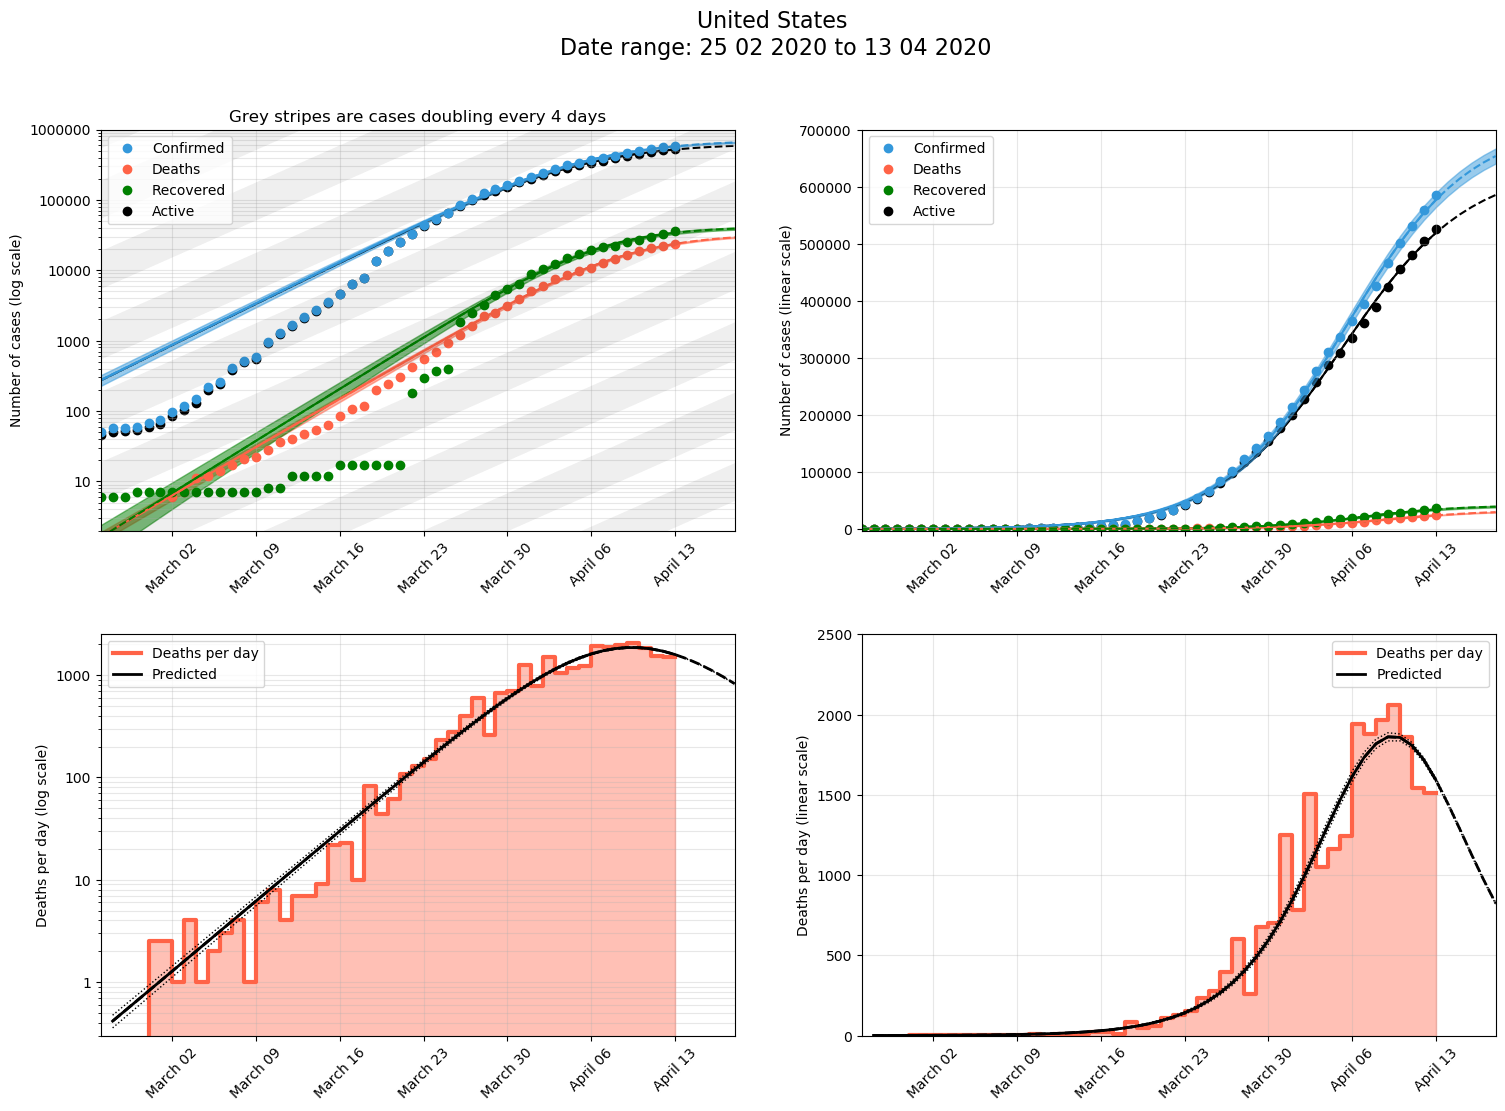 United States
Date range: 25 02 2020 to 13 04 2020
Grey stripes are cases doubling every 4 days
Number of cases (log scale)
1000000
100000
10000
1000
100
10
Confirmed
Deaths
Recovered
Active
March 02
March 09
March 16
March 23
March 30
April 06
April 13
Number of cases (linear scale)
700000
600000
500000
400000
300000
200000
100000
0
Confirmed
Deaths
Recovered
Active
March 02
March 09
March 16
March 23
March 30
April 06
April 13
Deaths per day (log scale)
1000
100
10
1
Deaths per day
Predicted
March 02
March 09
March 16
March 23
March 30
April 06
April 13
Deaths per day (linear scale)
2500
2000
1500
1000
500
0
Deaths per day
Predicted
March 02
March 09
March 16
March 23
March 30
April 06
April 13